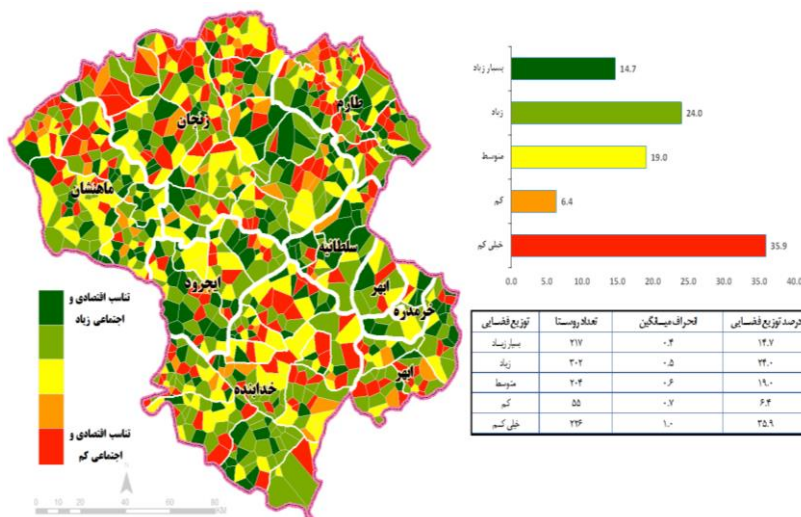 طارم
زنجان
ماهنشان
سلطانیه
ایجرود
ابهر
خرمدره
ابهر
خدابنده
تناسب اقتصادی و
اجتماعی زیاد
تناسب اقتصادی و
اجتماعی کم
0 20 40 60 80
KM
بسیار زیاد 14.7
زیاد 24.0
متوسط 19.0
کم 6.4
خلی کم 35.9
0.0 5.0 10.0 15.0 20.0 25.0 30.0 35.0 40.0
توزیع فضایی تعداد روستا انحراف میانگین درصد توزیع فضایی
بسیار زیاد ۲۱۷ ۰.۴ ۱۴.۷
زیاد ۳۰۲ ۰.۵ ۲۴.۰
متوسط ۲۰۴ ۰.۶ ۱۹.۰
کم ۵۵ ۰.۷ ۶.۴
خیلی کم ۲۲۶ ۱.۰ ۳۵.۹